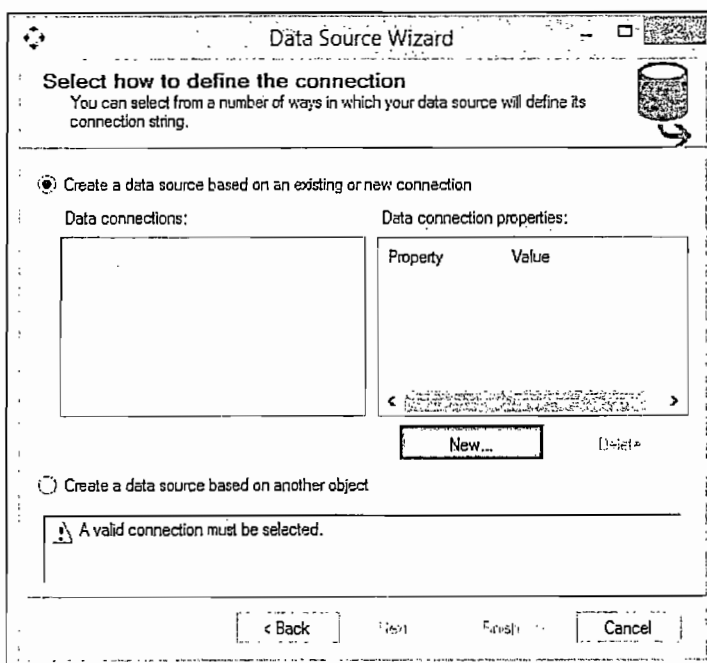 Data Source Wizard
Select how to define the connection
You can select from a number of ways in which your data source will define its
connection string.
Create a data source based on an existing or new connection
Data connections: Data connection properties:
Property Value
< >
New... Delete
Create a data source based on another object
A valid connection must be selected.
< Back Next Finish Cancel